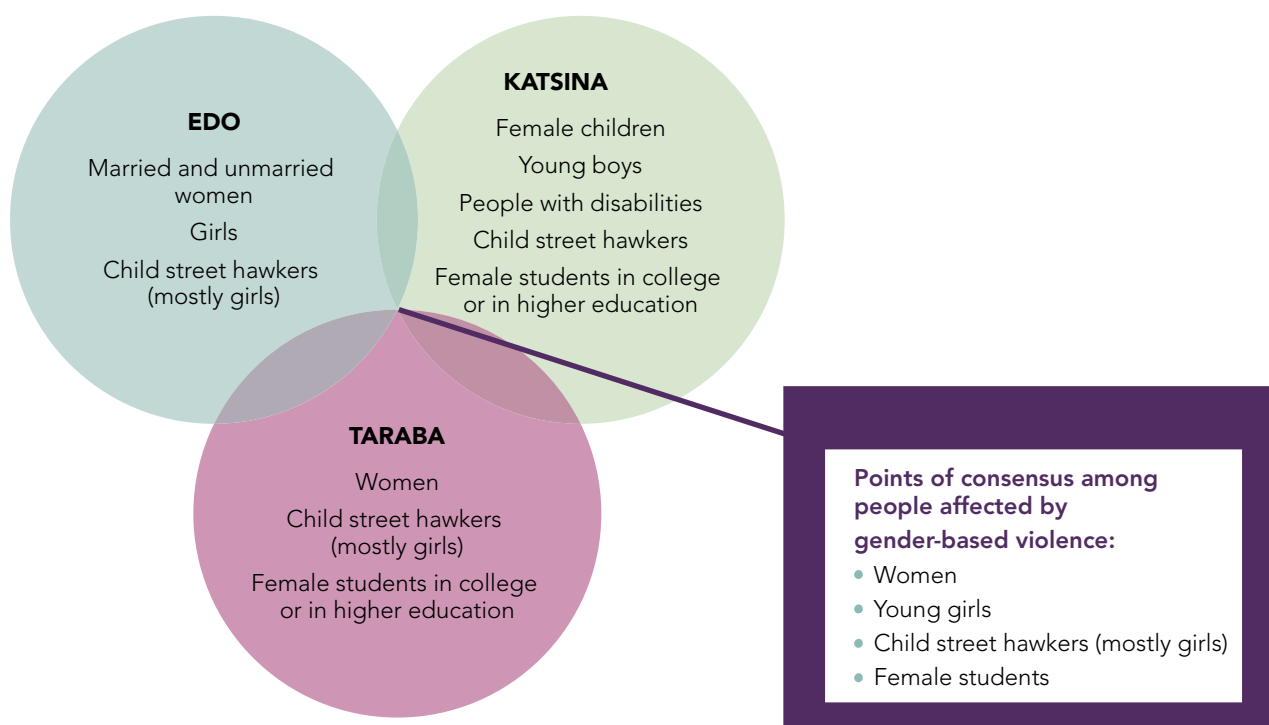 EDO
Married and unmarried
women
Girls
Child street hawkers
(mostly girls)
KATSINA
Female children
Young boys
People with disabilities
Child street hawkers
Female students in college
or in higher education
TARABA
Women
Child street hawkers
(mostly girls)
Female students in college
or in higher education
Points of consensus among
people affected by
gender-based violence:
• Women
• Young girls
• Child street hawkers (mostly girls)
• Female students